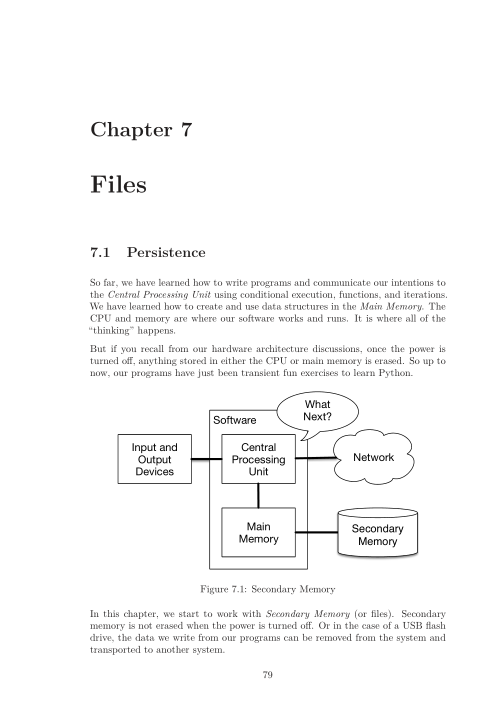 Chapter 7
Files
7.1 Persistence
So far, we have learned how to write programs and communicate our intentions to
the Central Processing Unit using conditional execution, functions, and iterations.
We have learned how to create and use data structures in the Main Memory. The
CPU and memory are where our software works and runs. It is where all of the
“thinking” happens.
But if you recall from our hardware architecture discussions, once the power is
turned off, anything stored in either the CPU or main memory is erased. So up to
now, our programs have just been transient fun exercises to learn Python.
What
Next?
Software
Input and
Output
Devices
Central
Processing
Unit
Network
Main
Memory
Secondary
Memory
Figure 7.1: Secondary Memory
In this chapter, we start to work with Secondary Memory (or files). Secondary
memory is not erased when the power is turned off. Or in the case of a USB flash
drive, the data we write from our programs can be removed from the system and
transported to another system.
79